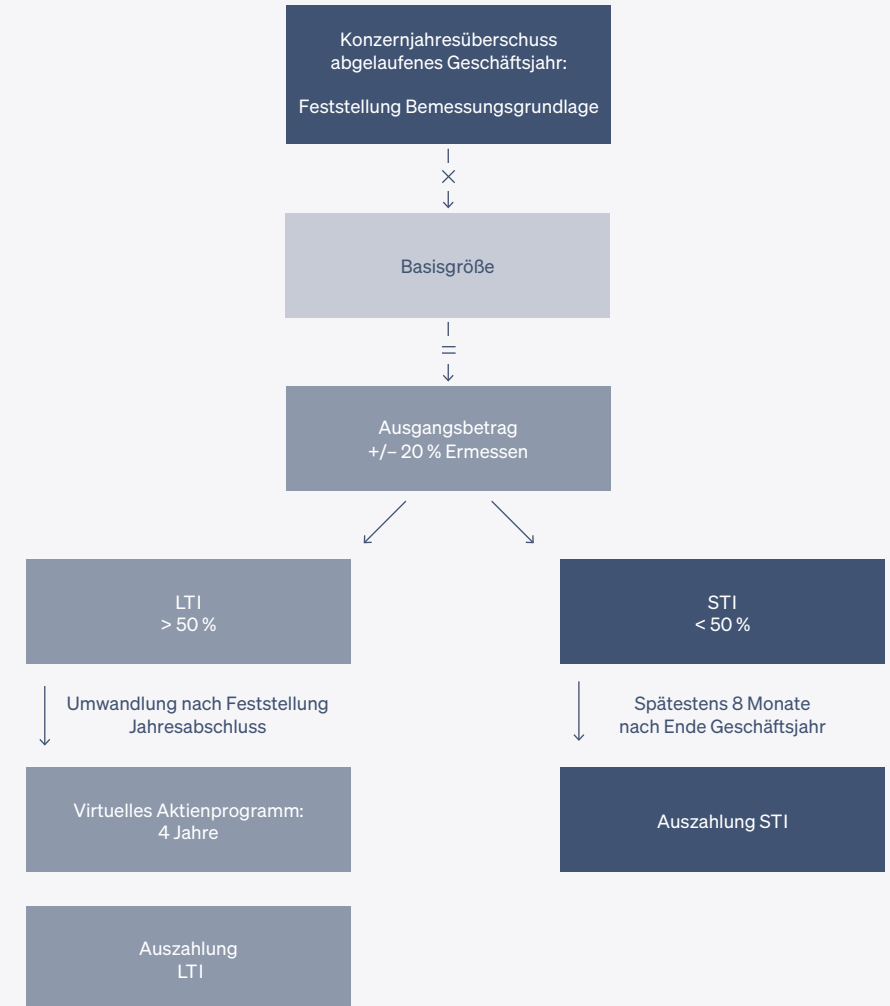 Konzernjahresüberschuss
abgelaufenes Geschäftsjahr:
Feststellung Bemessungsgrundlage
×
Basisgröße
=
Ausgangsbetrag
+/– 20 % Ermessen
LTI
> 50 %
STI
< 50 %
Umwandlung nach Feststellung
Jahresabschluss
Spätestens 8 Monate
nach Ende Geschäftsjahr
Virtuelles Aktienprogramm:
4 Jahre
Auszahlung STI
Auszahlung
LTI